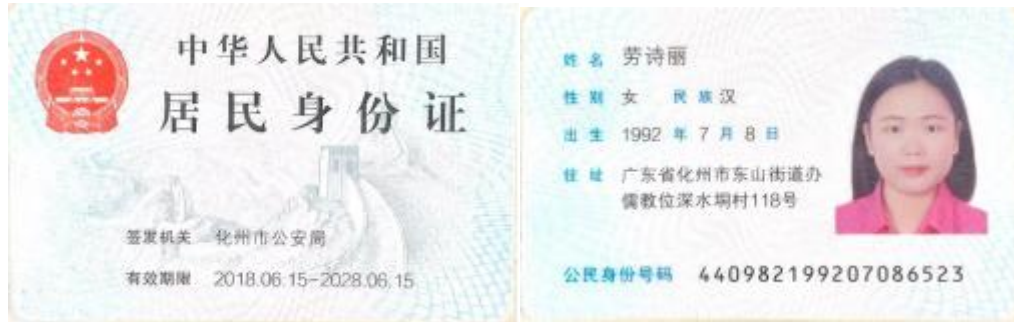 中华人民共和国
居民身份证
签发机关 化州市公安局
有效期限 2018.06.15-2028.06.15
姓名 劳诗丽
性别 女 民族 汉
出生 1992 年 7 月 8 日
住址 广东省化州市东山街道办
儒教位深水垌村118号
公民身份号码 440982199207086523